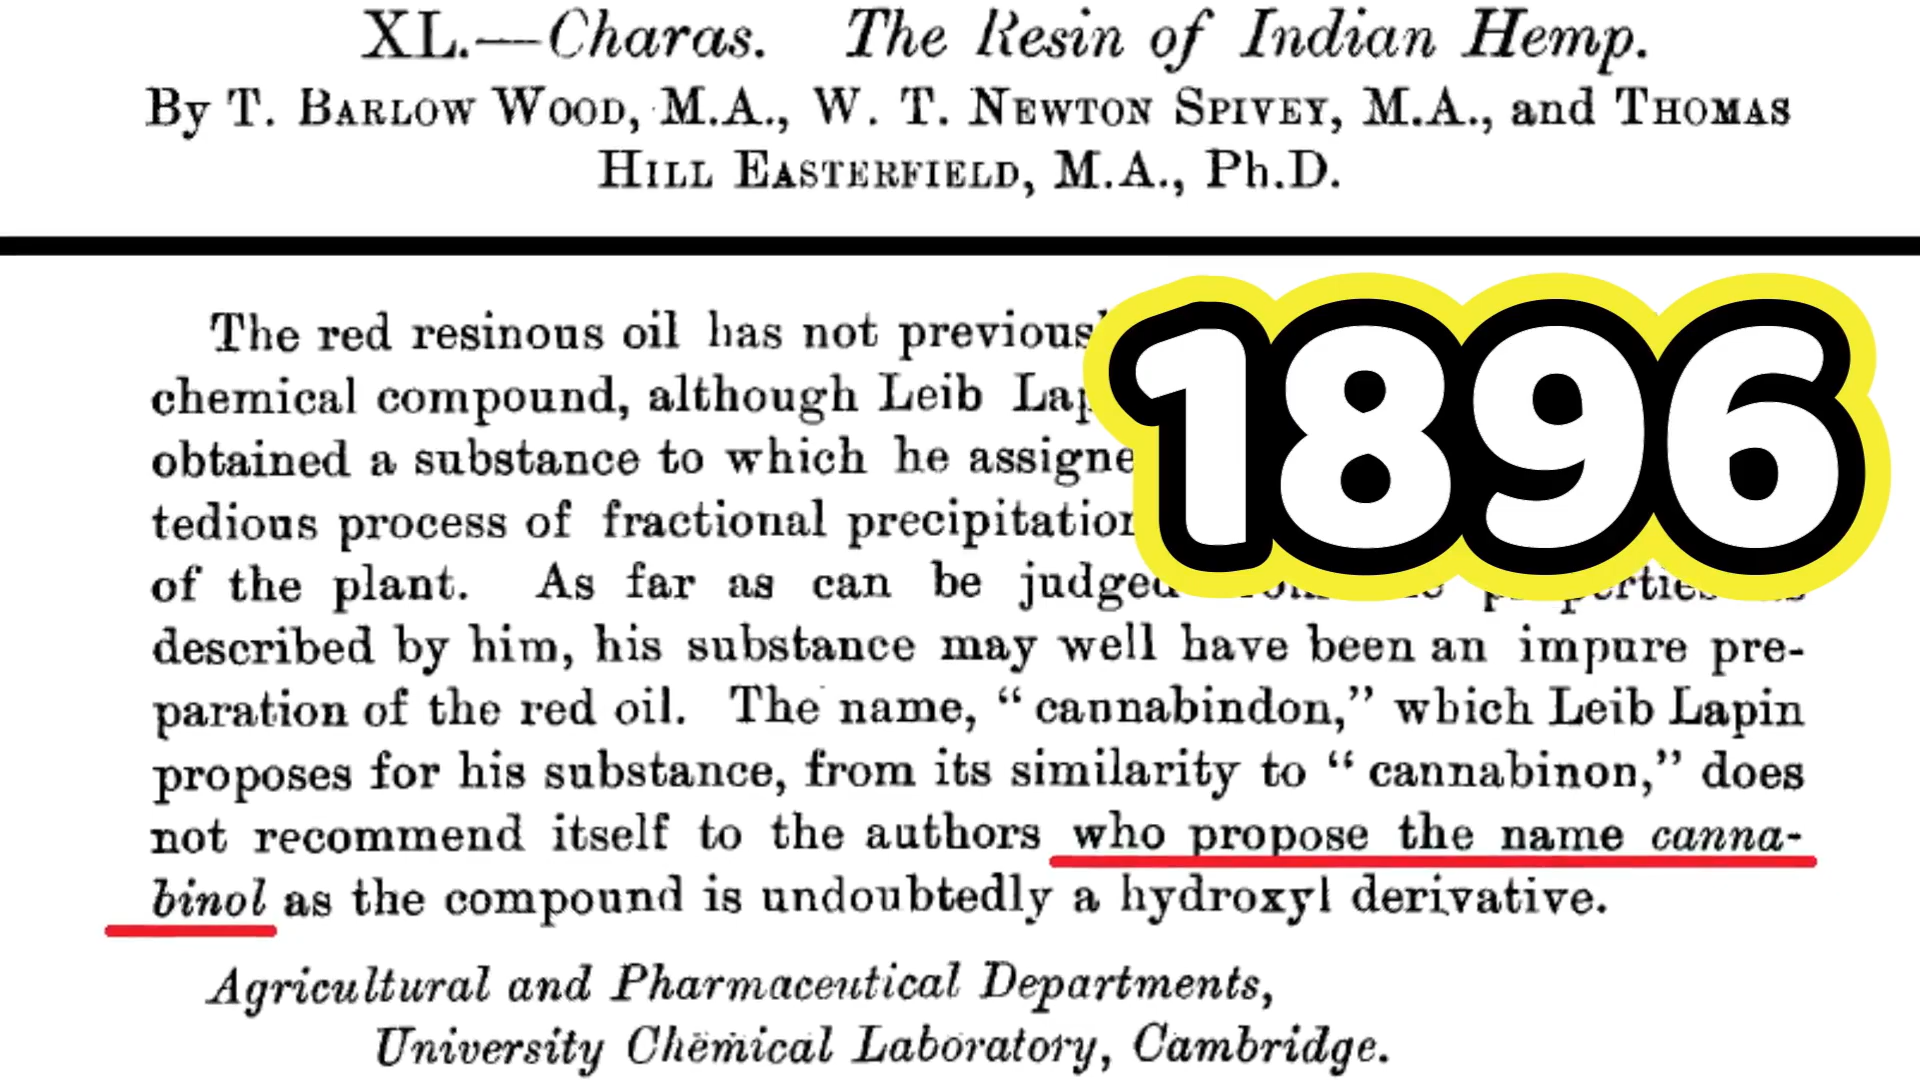 XL.—Charas. The Resin of Indian Hemp.
By T. BARLOW WOOD, M.A., W. T. NEWTON SPIVEY, M.A., and THOMAS
HILL EASTERFIELD, M.A., Ph.D.
The red resinous oil has not
chemical compound, although Leib
obtained a substance to which he
tedious process of fractional
of the plant. As far as can be
described by him, his substance may well have been an impure pre-
paration of the red oil. The name, “cannabindon,” which Leib Lapin
proposes for his substance, from its similarity to “cannabinon,” does
not recommend itself to the authors who propose the name canna-
binol as the compound is undoubtedly a hydroxyl derivative.
Agricultural and Pharmaceutical Departments,
University Chemical Laboratory, Cambridge.
1896